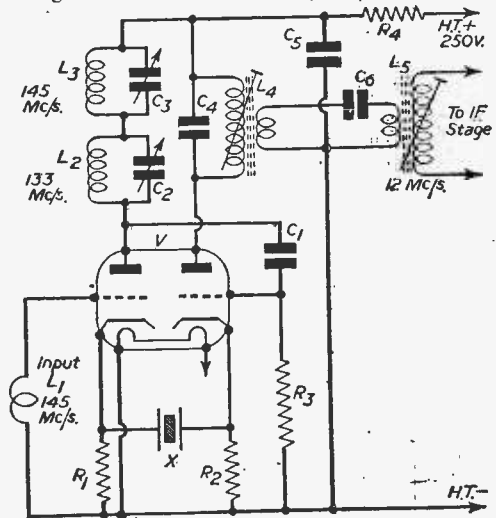 L3
145
Mc/s.
C3
L2
133
Mc/s.
C2
C4
L4
C5
R4
H.T.+
250V.
C6
L5
To IF
Stage
12 Mc/s.
V
C1
Input
L1
145
Mc/s.
R1
X
R2
R3
H.T.-